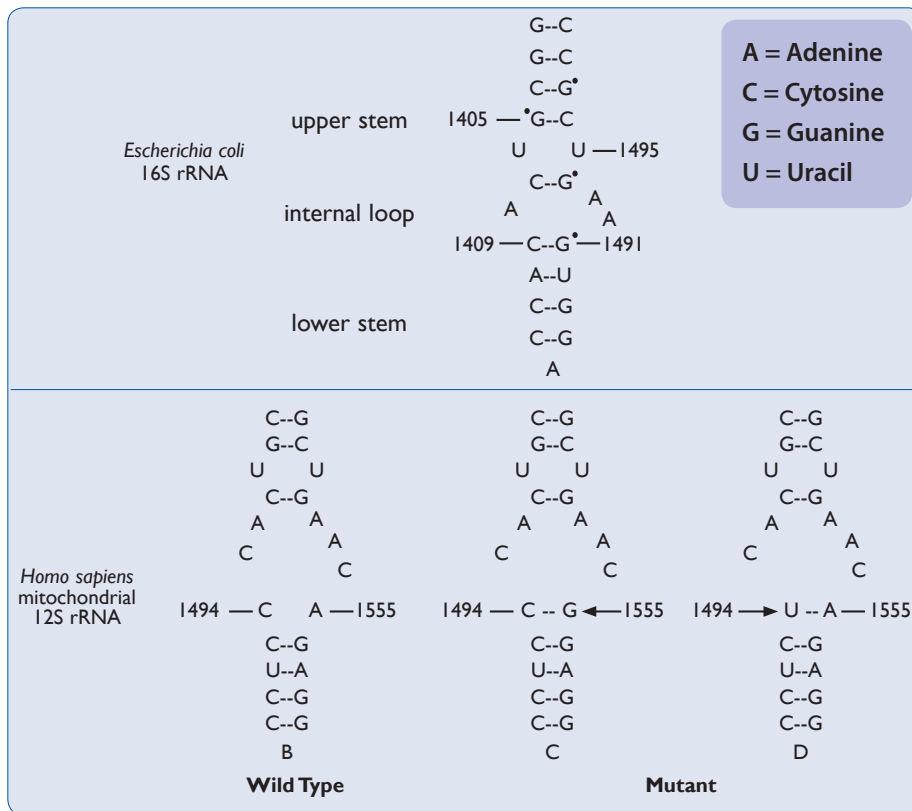 G--C
G--C
C--G•
upper stem
1405 — •G--C
U U — 1495
Escherichia coli
16S rRNA
C--G•
internal loop
A A
A
1409 — C--G• — 1491
A--U
C--G
lower stem
C--G
A
A = Adenine
C = Cytosine
G = Guanine
U = Uracil
Homo sapiens
mitochondrial
12S rRNA
C--G
G--C
U U
C--G
A A
C A
C
1494 — C A — 1555
C--G
U--A
C--G
C--G
B
Wild Type
C--G
G--C
U U
C--G
A A
C A
C
1494 — C -- G 1555
C--G
U--A
C--G
C--G
C
C--G
G--C
U U
C--G
A A
C A
C
1494 U -- A — 1555
C--G
U--A
C--G
C--G
D
Mutant